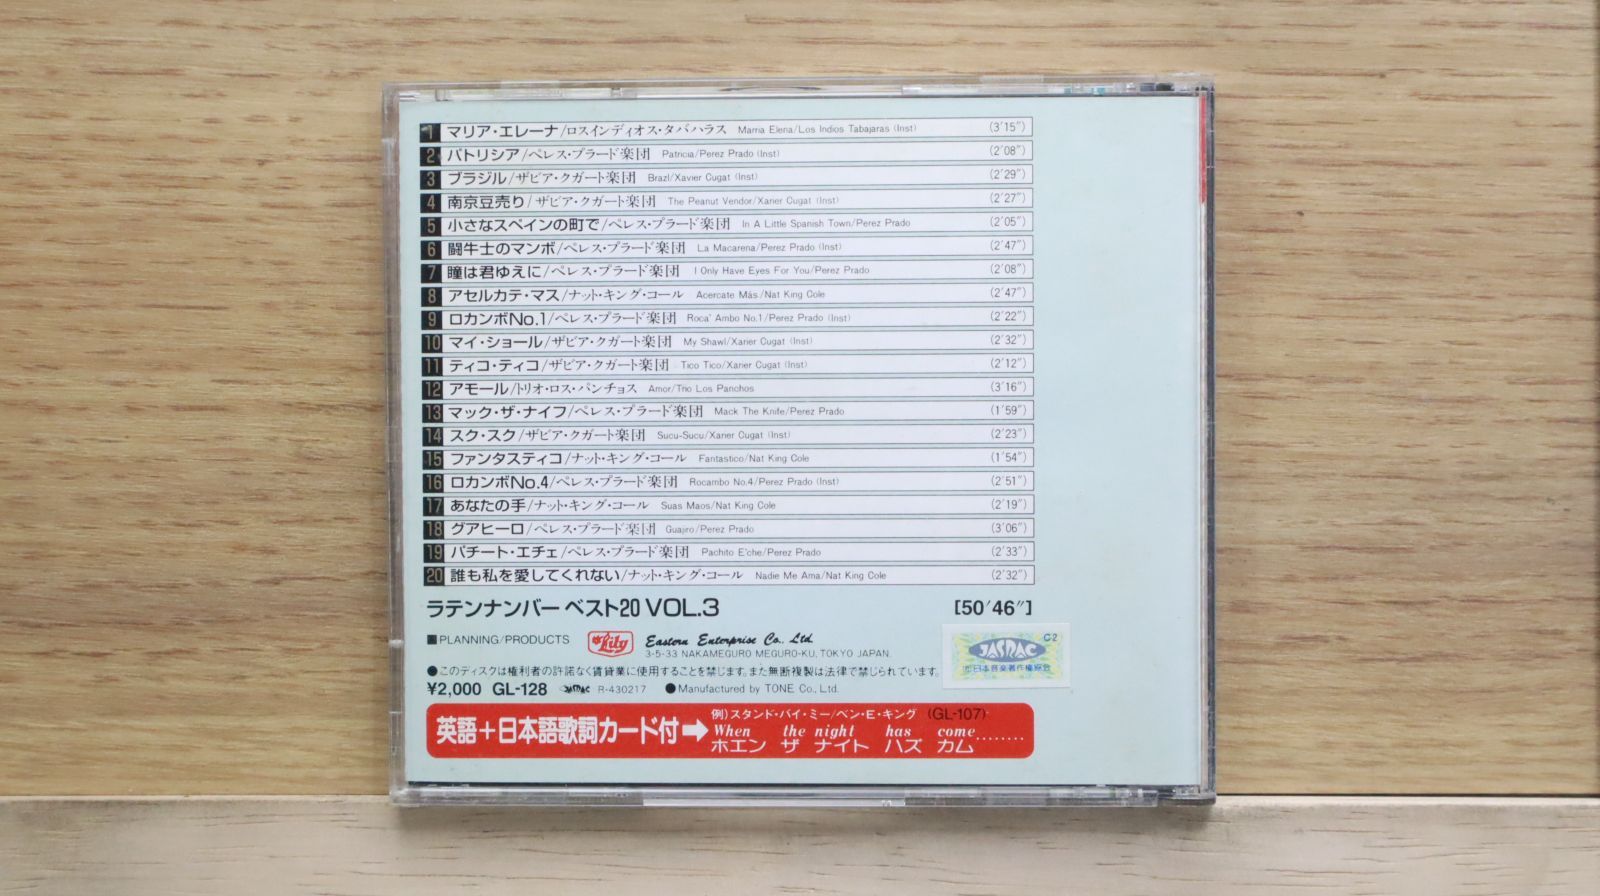 1 マリア・エレーナ/ロスインディオス・タバハラス Marria Elena/Los Indios Tabajaras (Inst) (3′15″)
2 パトリシア/ペレス・プラード楽団 Patricia/Perez Prado (Inst) (2′08″)
3 ブラジル/ザビア・クガート楽団 Brazl/Xavier Cugat (Inst) (2′29″)
4 南京豆売り/ザビア・クガート楽団 The Peanut Vendor/Xarier Cugat (Inst) (2′27″)
5 小さなスペインの町で/ペレス・プラード楽団 In A Little Spanish Town/Perez Prado (2′05″)
6 闘牛士のマンボ/ペレス・プラード楽団 La Macarena/Perez Prado (Inst) (2′47″)
7 瞳は君ゆえに/ペレス・プラード楽団 I Only Have Eyes For You/Perez Prado (2′08″)
8 アセルカテ・マス/ナット・キング・コール Acercate Más/Nat King Cole (2′47″)
9 ロカンボNo.1/ペレス・プラード楽団 Roca' Ambo No.1/Perez Prado (Inst) (2′22″)
10 マイ・ショール/ザビア・クガート楽団 My Shawl/Xarier Cugat (Inst) (2′32″)
11 ティコ・ティコ/ザビア・クガート楽団 Tico Tico/Xarier Cugat (Inst) (2′12″)
12 アモール/トリオ・ロス・パンチョス Amor/Trio Los Panchos (3′16″)
13 マック・ザ・ナイフ/ペレス・プラード楽団 Mack The Knife/Perez Prado (1′59″)
14 スク・スク/ザビア・クガート楽団 Sucu-Sucu/Xarier Cugat (Inst) (2′23″)
15 ファンタスティコ/ナット・キング・コール Fantastico/Nat King Cole (1′54″)
16 ロカンボNo.4/ペレス・プラード楽団 Rocambo No.4/Perez Prado (Inst) (2′51″)
17 あなたの手/ナット・キング・コール Suas Maos/Nat King Cole (2′19″)
18 グアヒーロ/ペレス・プラード楽団 Guajiro/Perez Prado (3′06″)
19 パチート・エチェ/ペレス・プラード楽団 Pachito E'che/Perez Prado (2′33″)
20 誰も私を愛してくれない/ナット・キング・コール Nadie Me Ama/Nat King Cole (2′32″)
ラテンナンバー ベスト20 VOL.3 [50′46″]
■PLANNING/PRODUCTS Lily Eastern Enterprise Co., Ltd.
3-5-33 NAKAMEGURO MEGURO-KU, TOKYO JAPAN.
C2
JASRAC
㈳日本音楽著作権協会
●このディスクは権利者の許諾なく賃貸業に使用することを禁じます。また無断複製は法律で禁じられています。
¥2,000 GL-128 JASRAC R-430217 ●Manufactured by TONE Co., Ltd.
英語+日本語歌詞カード付➡
例)スタンド・バイ・ミー/ベン・E・キング (GL-107)
When the night has come........
ホエン ザ ナイト ハズ カム